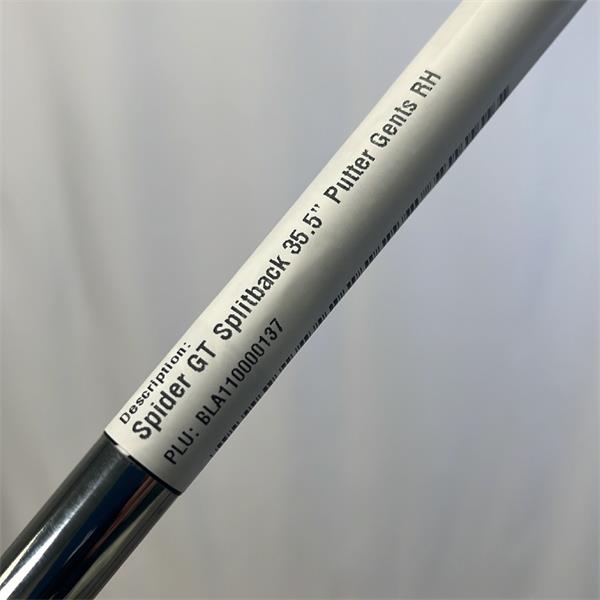 Description:
Spider GT Splitback 35.5” Putter Gents RH
PLU: BLA110000137